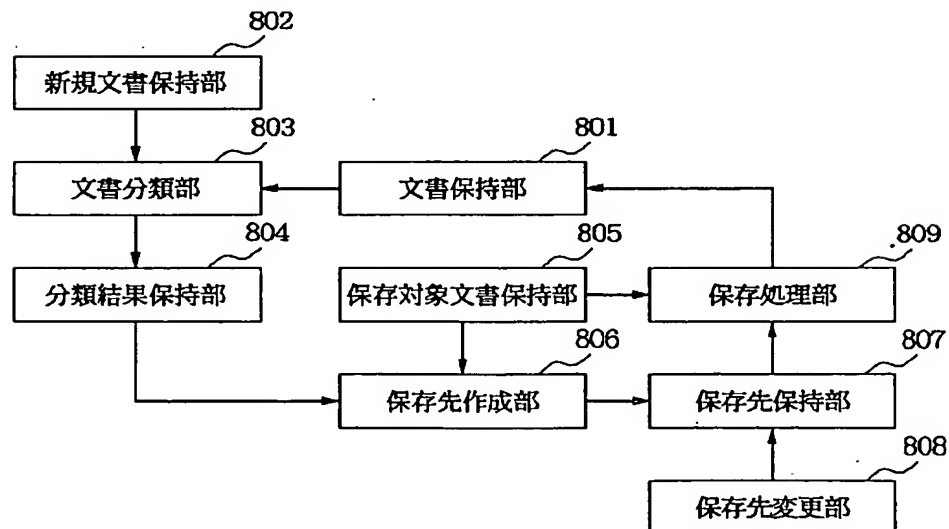 802
新規文書保持部
803
文書分類部
801
文書保持部
804
分類結果保持部
805
保存対象文書保持部
809
保存処理部
806
保存先作成部
807
保存先保持部
808
保存先変更部